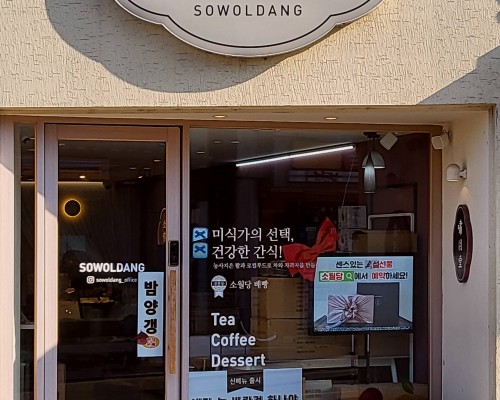 SOWOLDANG
미식가의 선택,
건강한 간식!
소월당 배빵
센스있는 설선물
소월당 에서 예약하세요!
SOWOLDANG
sowoldang_office
밤양갱
Tea
Coffee
Dessert
신메뉴 출시